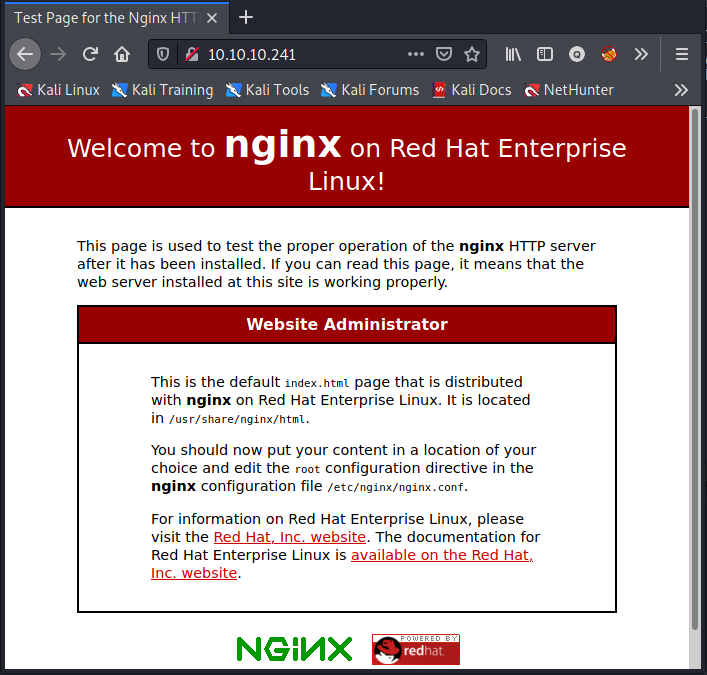 Test Page for the Nginx HTT
10.10.10.241
Kali Linux Kali Training Kali Tools Kali Forums Kali Docs NetHunter
Welcome to nginx on Red Hat Enterprise
Linux!
This page is used to test the proper operation of the nginx HTTP server
after it has been installed. If you can read this page, it means that the
web server installed at this site is working properly.
Website Administrator
This is the default index.html page that is distributed
with nginx on Red Hat Enterprise Linux. It is located
in /usr/share/nginx/html.
You should now put your content in a location of your
choice and edit the root configuration directive in the
nginx configuration file /etc/nginx/nginx.conf.
For information on Red Hat Enterprise Linux, please
visit the Red Hat, Inc. website. The documentation for
Red Hat Enterprise Linux is available on the Red Hat,
Inc. website.
NGiNX
POWERED BY
redhat.